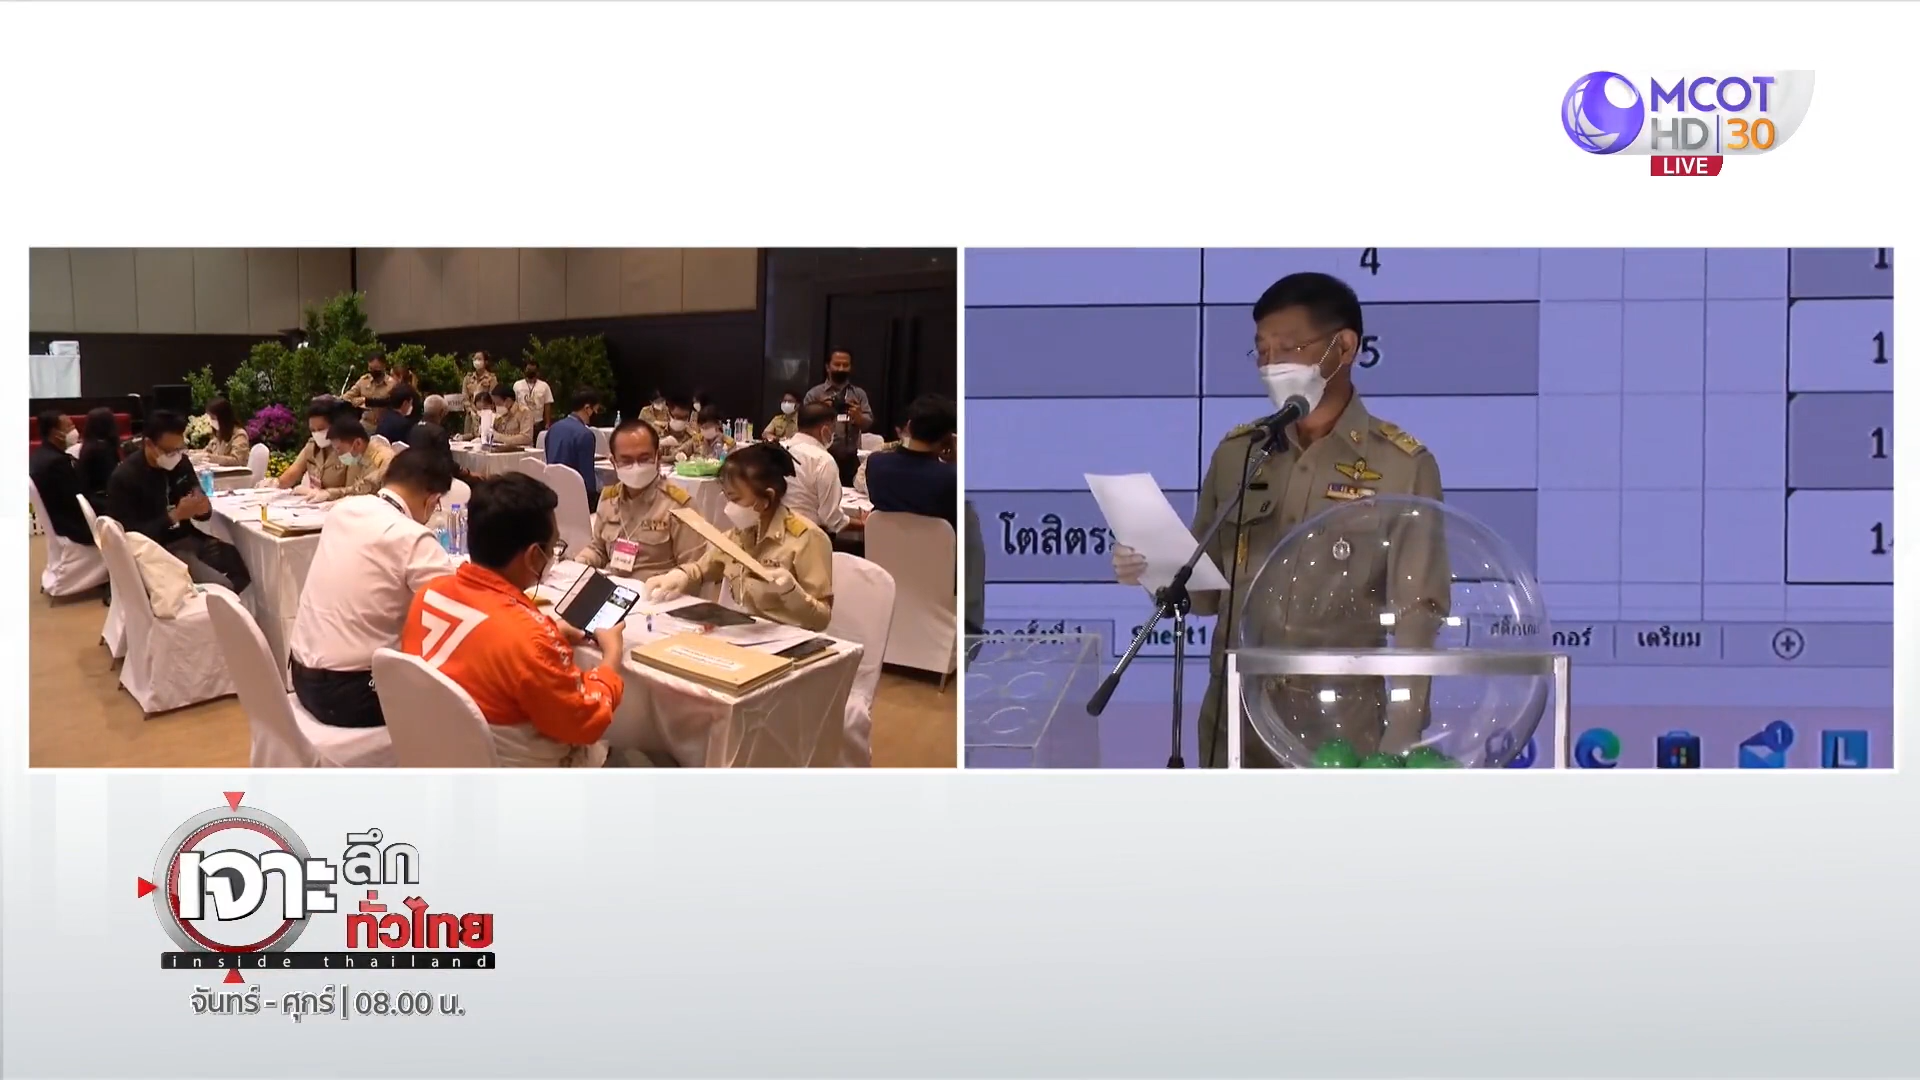 MCOT
HD|30
LIVE
4
5
โตสิตระ
Sheet1
เตรียม
1
เจาะลึก
ทั่วไทย
inside thailand
จันทร์ - ศุกร์ | 08.00 น.